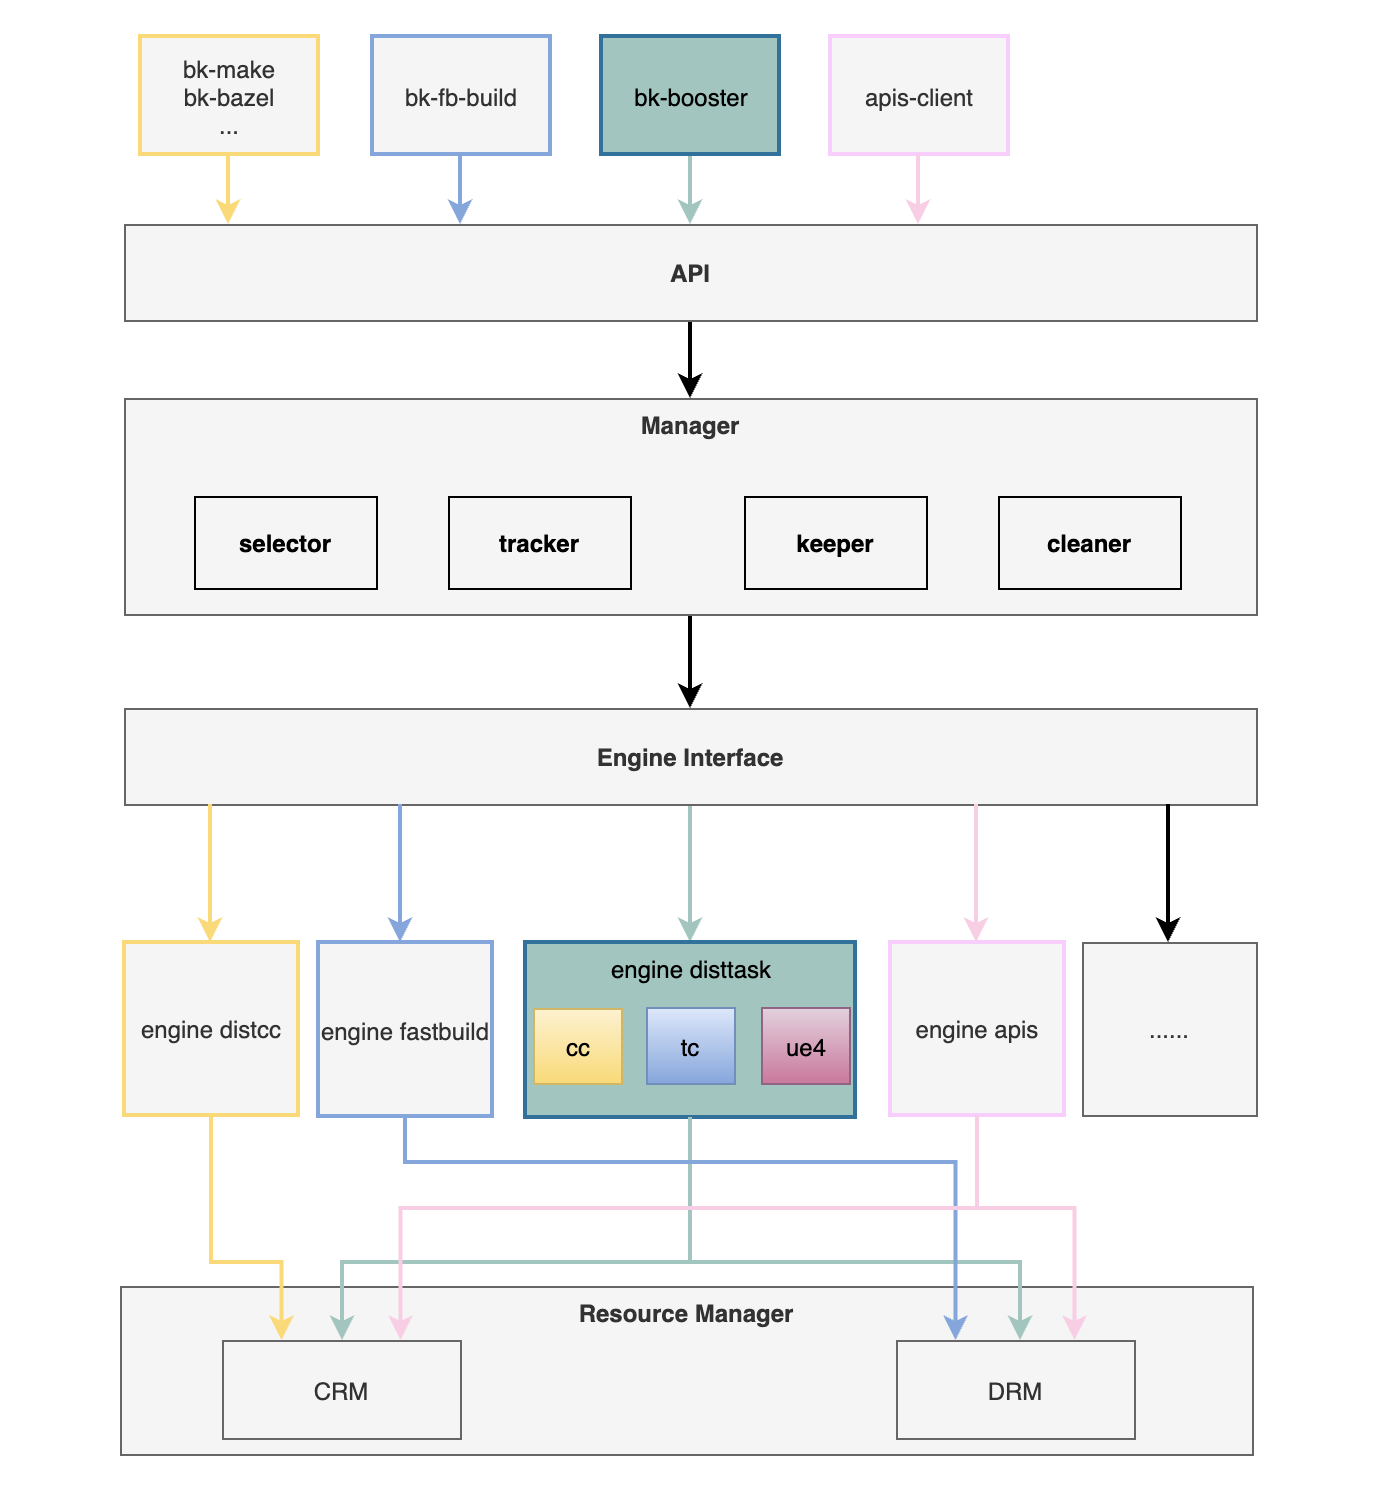 bk-make
bk-bazel
...
bk-fb-build
bk-booster
apis-client
API
Manager
selector
tracker
keeper
cleaner
Engine Interface
engine distcc
engine fastbuild
engine disttask
cc
tc
ue4
engine apis
......
Resource Manager
CRM
DRM